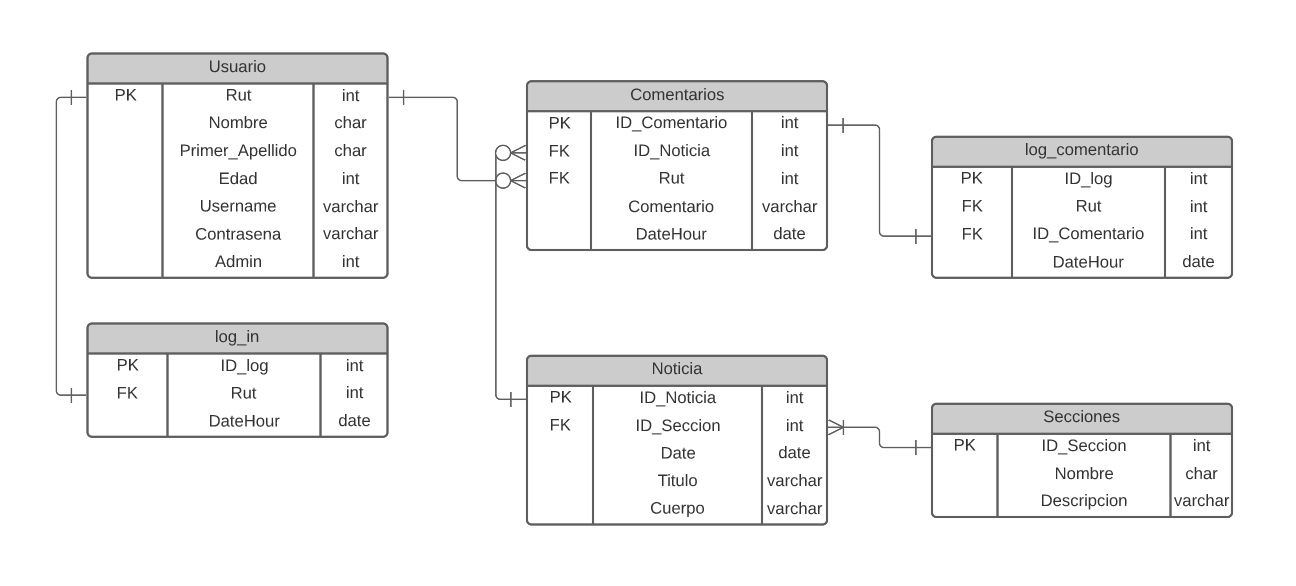 Usuario
PK Rut int
Nombre char
Primer_Apellido char
Edad int
Username varchar
Contrasena varchar
Admin int
log_in
PK ID_log int
FK Rut int
DateHour date
Comentarios
PK ID_Comentario int
FK ID_Noticia int
FK Rut int
Comentario varchar
DateHour date
Noticia
PK ID_Noticia int
FK ID_Seccion int
Date date
Titulo varchar
Cuerpo varchar
log_comentario
PK ID_log int
FK Rut int
FK ID_Comentario int
DateHour date
Secciones
PK ID_Seccion int
Nombre char
Descripcion varchar